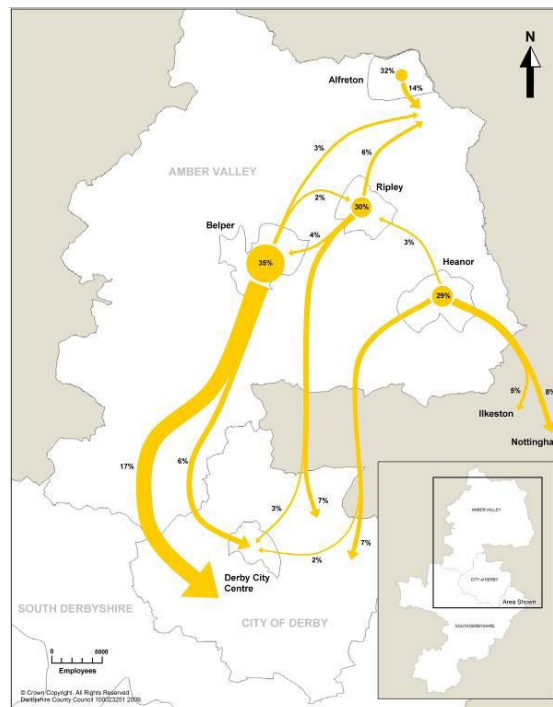 N
32%
Alfreton
14%
3%
6%
AMBER VALLEY
Ripley
2%
30%
Belper
4%
3%
35%
Heanor
29%
5%
8%
Ilkeston
Nottingha
17%
6%
7%
3%
7%
2%
Derby City
Centre
SOUTH DERBYSHIRE
CITY OF DERBY
0 8000
Employees
© Crown Copyright. All Rights Reserved
Derbyshire County Council 100023251 2009
AMBER VALLEY
CITY OF DERBY
Area Shown
SOUTH DERBYSHIRE